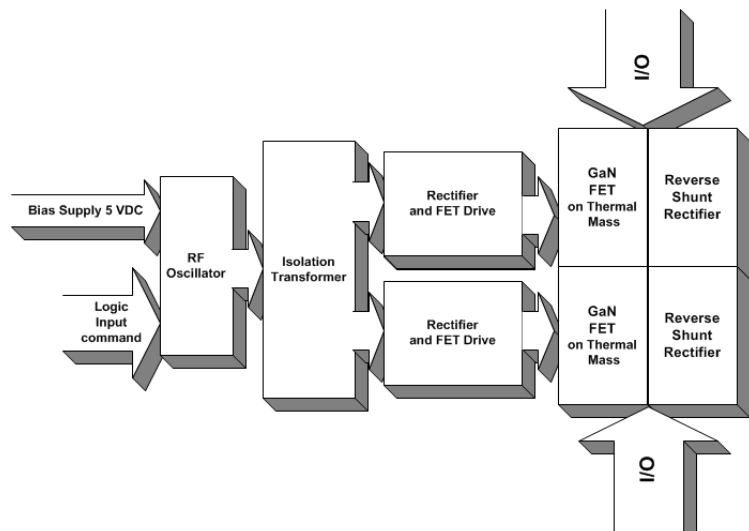 I/O
Bias Supply 5 VDC
Logic
Input
command
RF
Oscillator
Isolation
Transformer
Rectifier
and FET Drive
Rectifier
and FET Drive
GaN
FET
on Thermal
Mass
Reverse
Shunt
Rectifier
GaN
FET
on Thermal
Mass
Reverse
Shunt
Rectifier
I/O